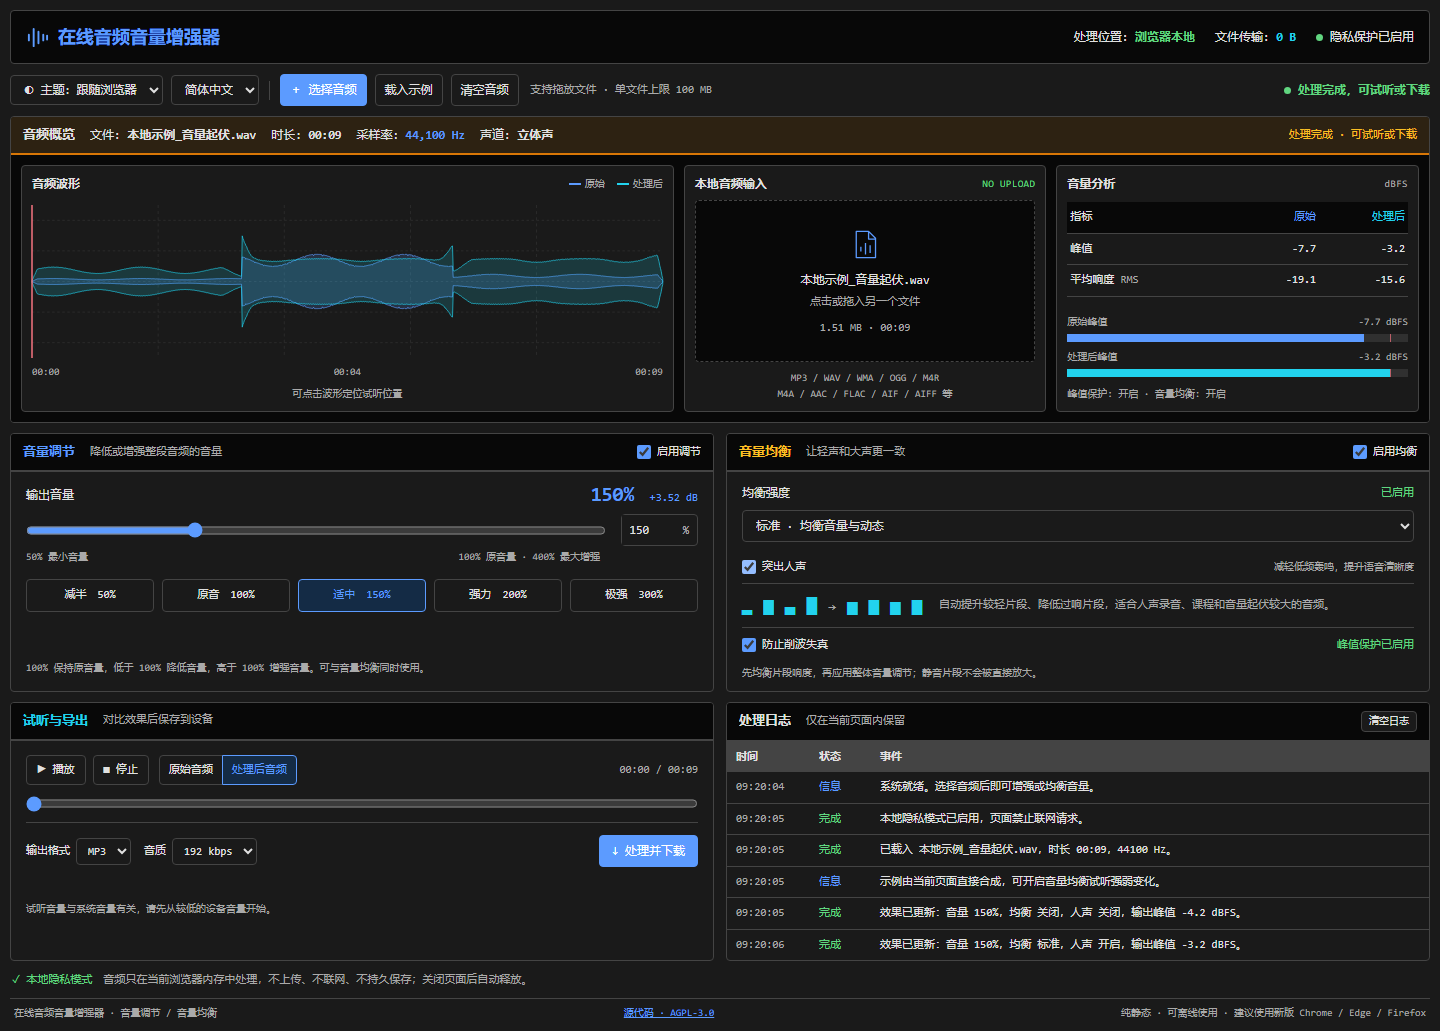 在线音频音量增强器
处理位置: 浏览器本地 文件传输: 0 B ● 隐私保护已启用
◐ 主题: 跟随浏览器 简体中文 + 选择音频 载入示例 清空音频 支持拖放文件 · 单文件上限 100 MB ● 处理完成，可试听或下载
音频概览 文件: 本地示例_音量起伏.wav 时长: 00:09 采样率: 44,100 Hz 声道: 立体声 处理完成 · 可试听或下载
音频波形 原始 处理后
00:00 00:04 00:09
可点击波形定位试听位置
本地音频输入 NO UPLOAD
本地示例_音量起伏.wav
点击或拖入另一个文件
1.51 MB · 00:09
MP3 / WAV / WMA / OGG / M4R
M4A / AAC / FLAC / AIF / AIFF 等
音量分析 dBFS
指标 原始 处理后
峰值 -7.7 -3.2
平均响度 RMS -19.1 -15.6
原始峰值 -7.7 dBFS
处理后峰值 -3.2 dBFS
峰值保护: 开启 · 音量均衡: 开启
音量调节 降低或增强整段音频的音量 启用调节
输出音量 150% +3.52 dB
150 %
50% 最小音量 100% 原音量 · 400% 最大增强
减半 50% 原音 100% 适中 150% 强力 200% 极强 300%
100% 保持原音量，低于 100% 降低音量，高于 100% 增强音量。可与音量均衡同时使用。
音量均衡 让轻声和大声更一致 启用均衡
均衡强度 已启用
标准 · 均衡音量与动态
突出人声 减轻低频轰鸣，提升语音清晰度
→ 自动提升较轻片段、降低过响片段，适合人声录音、课程和音量起伏较大的音频。
防止削波失真 峰值保护已启用
先均衡片段响度，再应用整体音量调节；静音片段不会被直接放大。
试听与导出 对比效果后保存到设备
▶ 播放 ■ 停止 原始音频 处理后音频 00:00 / 00:09
输出格式 MP3 音质 192 kbps ↓ 处理并下载
试听音量与系统音量有关，请先从较低的设备音量开始。
处理日志 仅在当前页面内保留 清空日志
时间 状态 事件
09:20:04 信息 系统就绪。选择音频后即可增强或均衡音量。
09:20:05 完成 本地隐私模式已启用，页面禁止联网请求。
09:20:05 完成 已载入 本地示例_音量起伏.wav，时长 00:09，44100 Hz。
09:20:05 信息 示例由当前页面直接合成，可开启音量均衡试听强弱变化。
09:20:05 完成 效果已更新: 音量 150%，均衡 关闭，人声 关闭，输出峰值 -4.2 dBFS。
09:20:06 完成 效果已更新: 音量 150%，均衡 标准，人声 开启，输出峰值 -3.2 dBFS。
✓ 本地隐私模式 音频只在当前浏览器内存中处理，不上传、不联网、不持久保存；关闭页面后自动释放。
在线音频音量增强器 · 音量调节 / 音量均衡 源代码 · AGPL-3.0 纯静态 · 可离线使用 · 建议使用新版 Chrome / Edge / Firefox